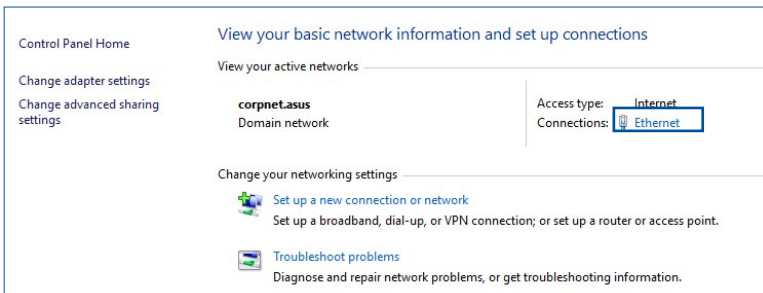 Control Panel Home
Change adapter settings
Change advanced sharing
settings
View your basic network information and set up connections
View your active networks
corpnet.asus
Domain network
Access type: Internet
Connections: Ethernet
Change your networking settings
Set up a new connection or network
Set up a broadband, dial-up, or VPN connection; or set up a router or access point.
Troubleshoot problems
Diagnose and repair network problems, or get troubleshooting information.